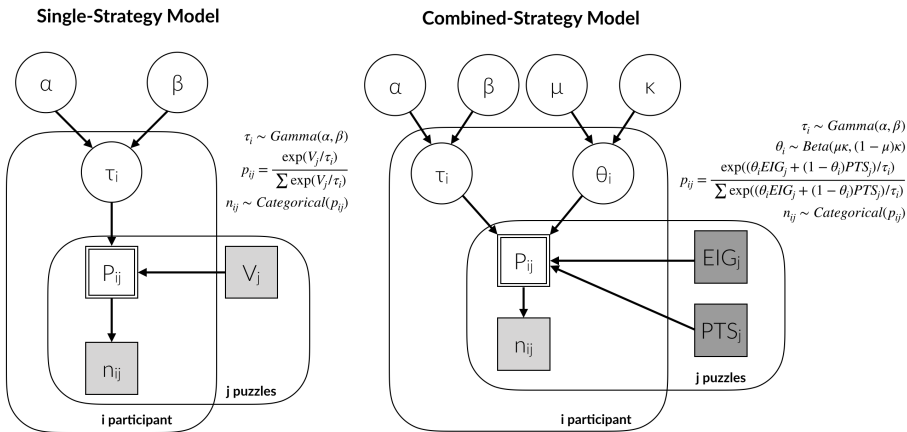 Single-Strategy Model
α
β
τi
τi ∼ Gamma(α, β)
pij = exp(Vj/τi) / ∑ exp(Vj/τi)
nij ∼ Categorical(pij)
Pij
Vj
nij
j puzzles
i participant
Combined-Strategy Model
α
β
μ
κ
τi
θi
τi ∼ Gamma(α, β)
θi ∼ Beta(μκ, (1 − μ)κ)
pij = exp((θiEIGj + (1 − θi)PTSj)/τi) / ∑ exp((θiEIGj + (1 − θi)PTSj)/τi)
nij ∼ Categorical(pij)
Pij
EIGj
PTSj
nij
j puzzles
i participant